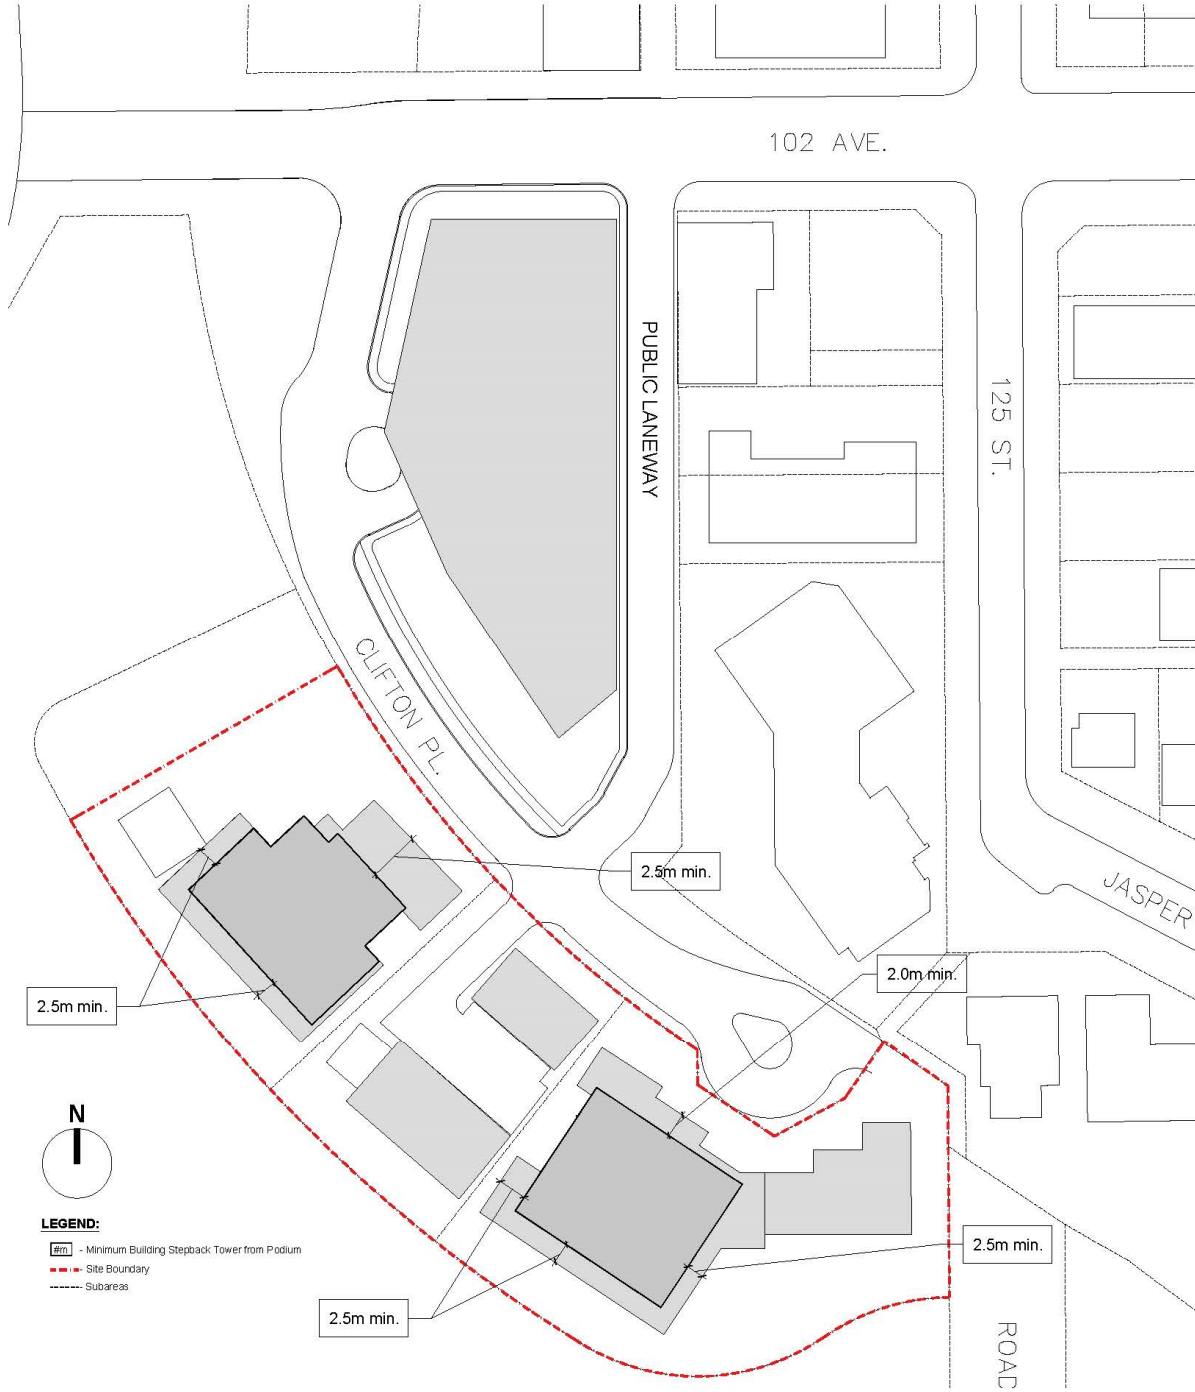 102 AVE.
PUBLIC LANEWAY
125 ST.
CLIFTON PL.
2.5m min.
JASPER
2.0m min.
2.5m min.
N
LEGEND:
#m - Minimum Building Stepback Tower from Podium
Site Boundary
Subareas
2.5m min.
2.5m min.
ROAD